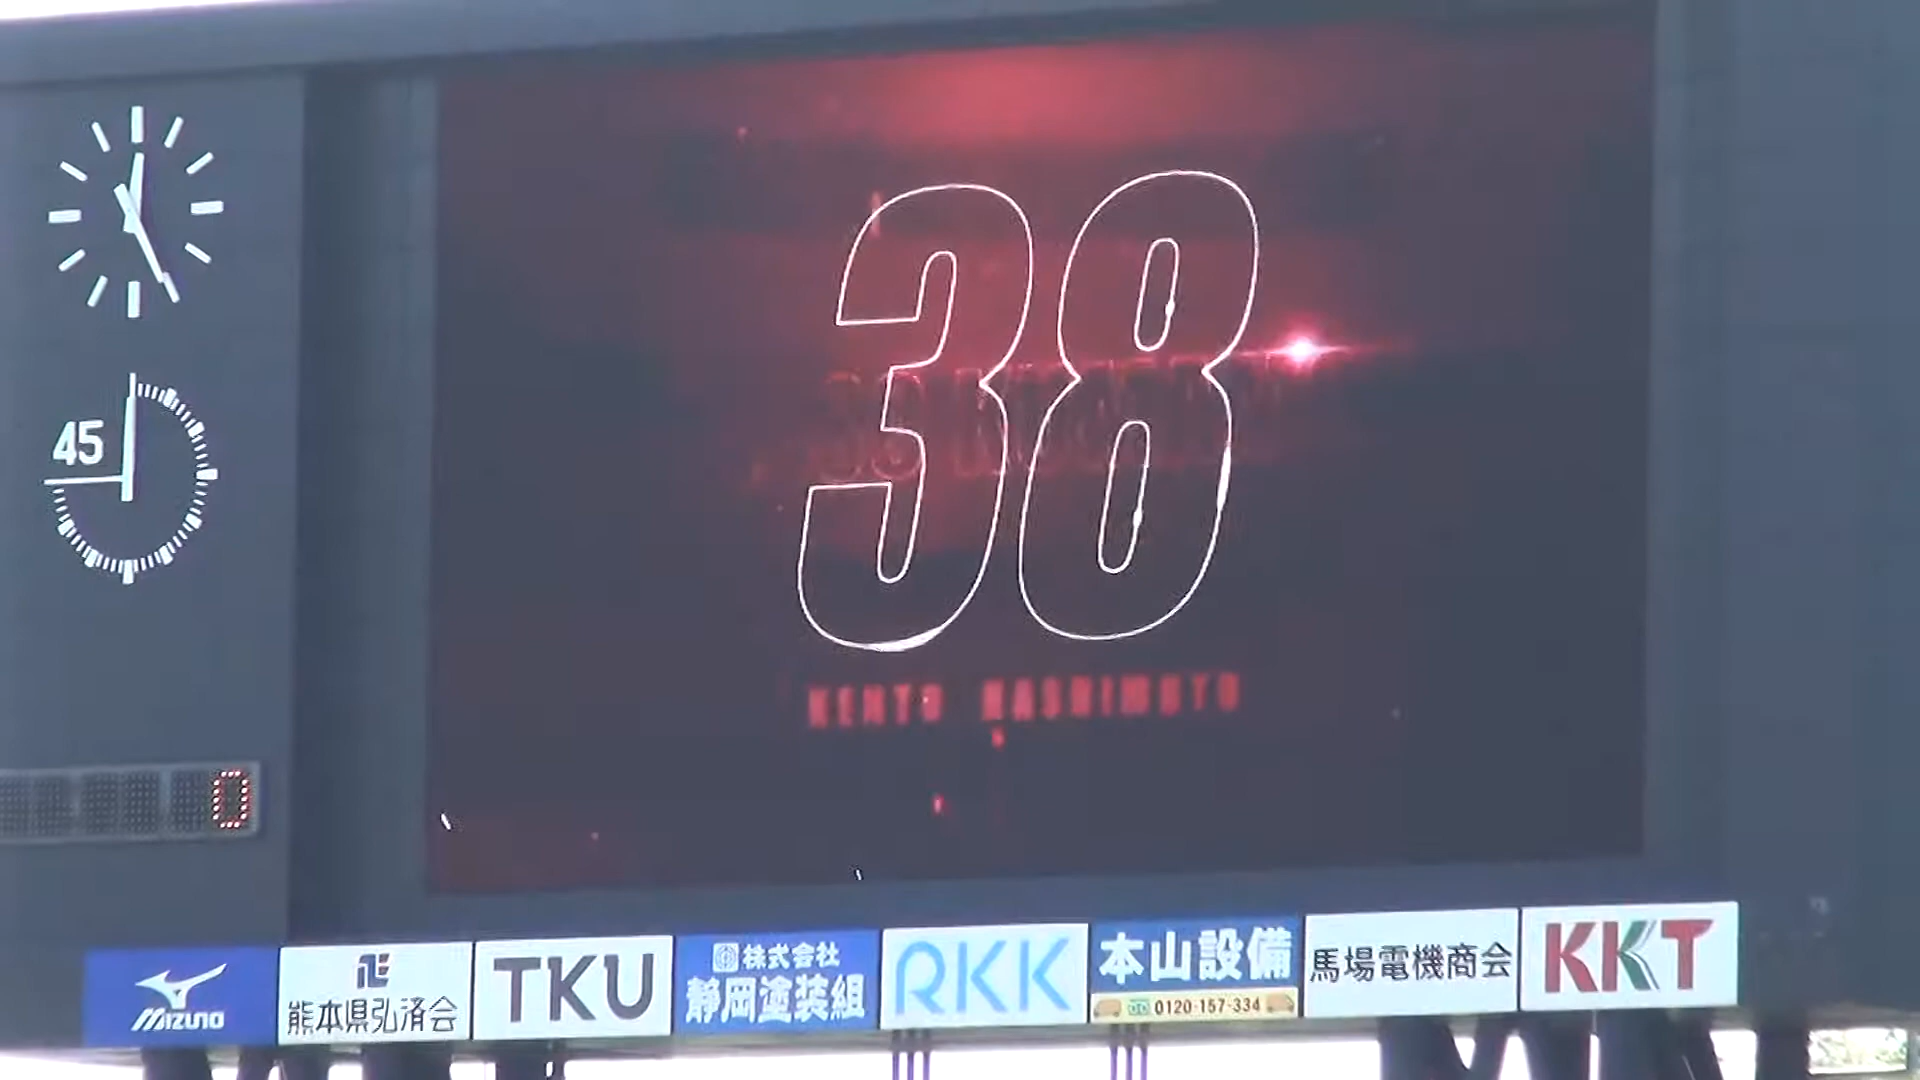 38
KENTO HASHIMOTO
45
0
MIZUNO
熊本県弘済会
TKU
株式会社
静岡塗装組
RKK
本山設備
0120-157-334
馬場電機商会
KKT